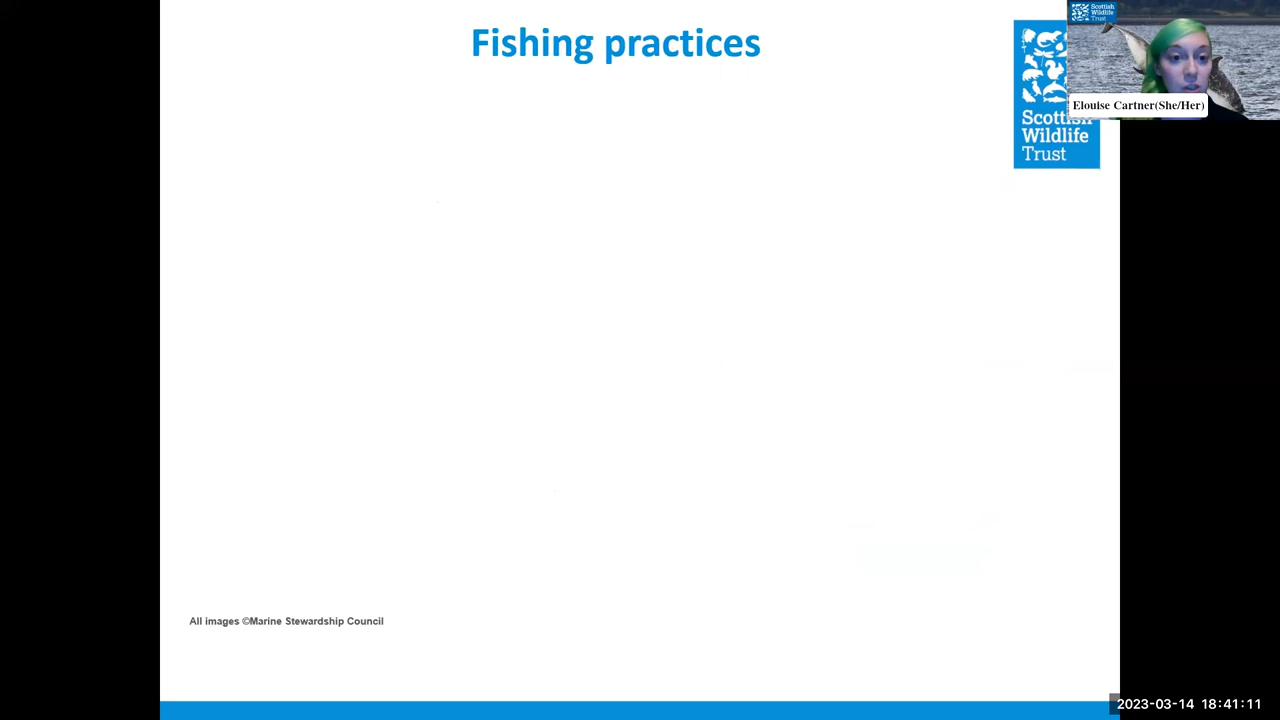 Fishing practices
Scottish
Wildlife
Trust
Scottish
Wildlife
Trust
Elouise Cartner(She/Her)
All images ©Marine Stewardship Council
2023-03-14 18:41:11